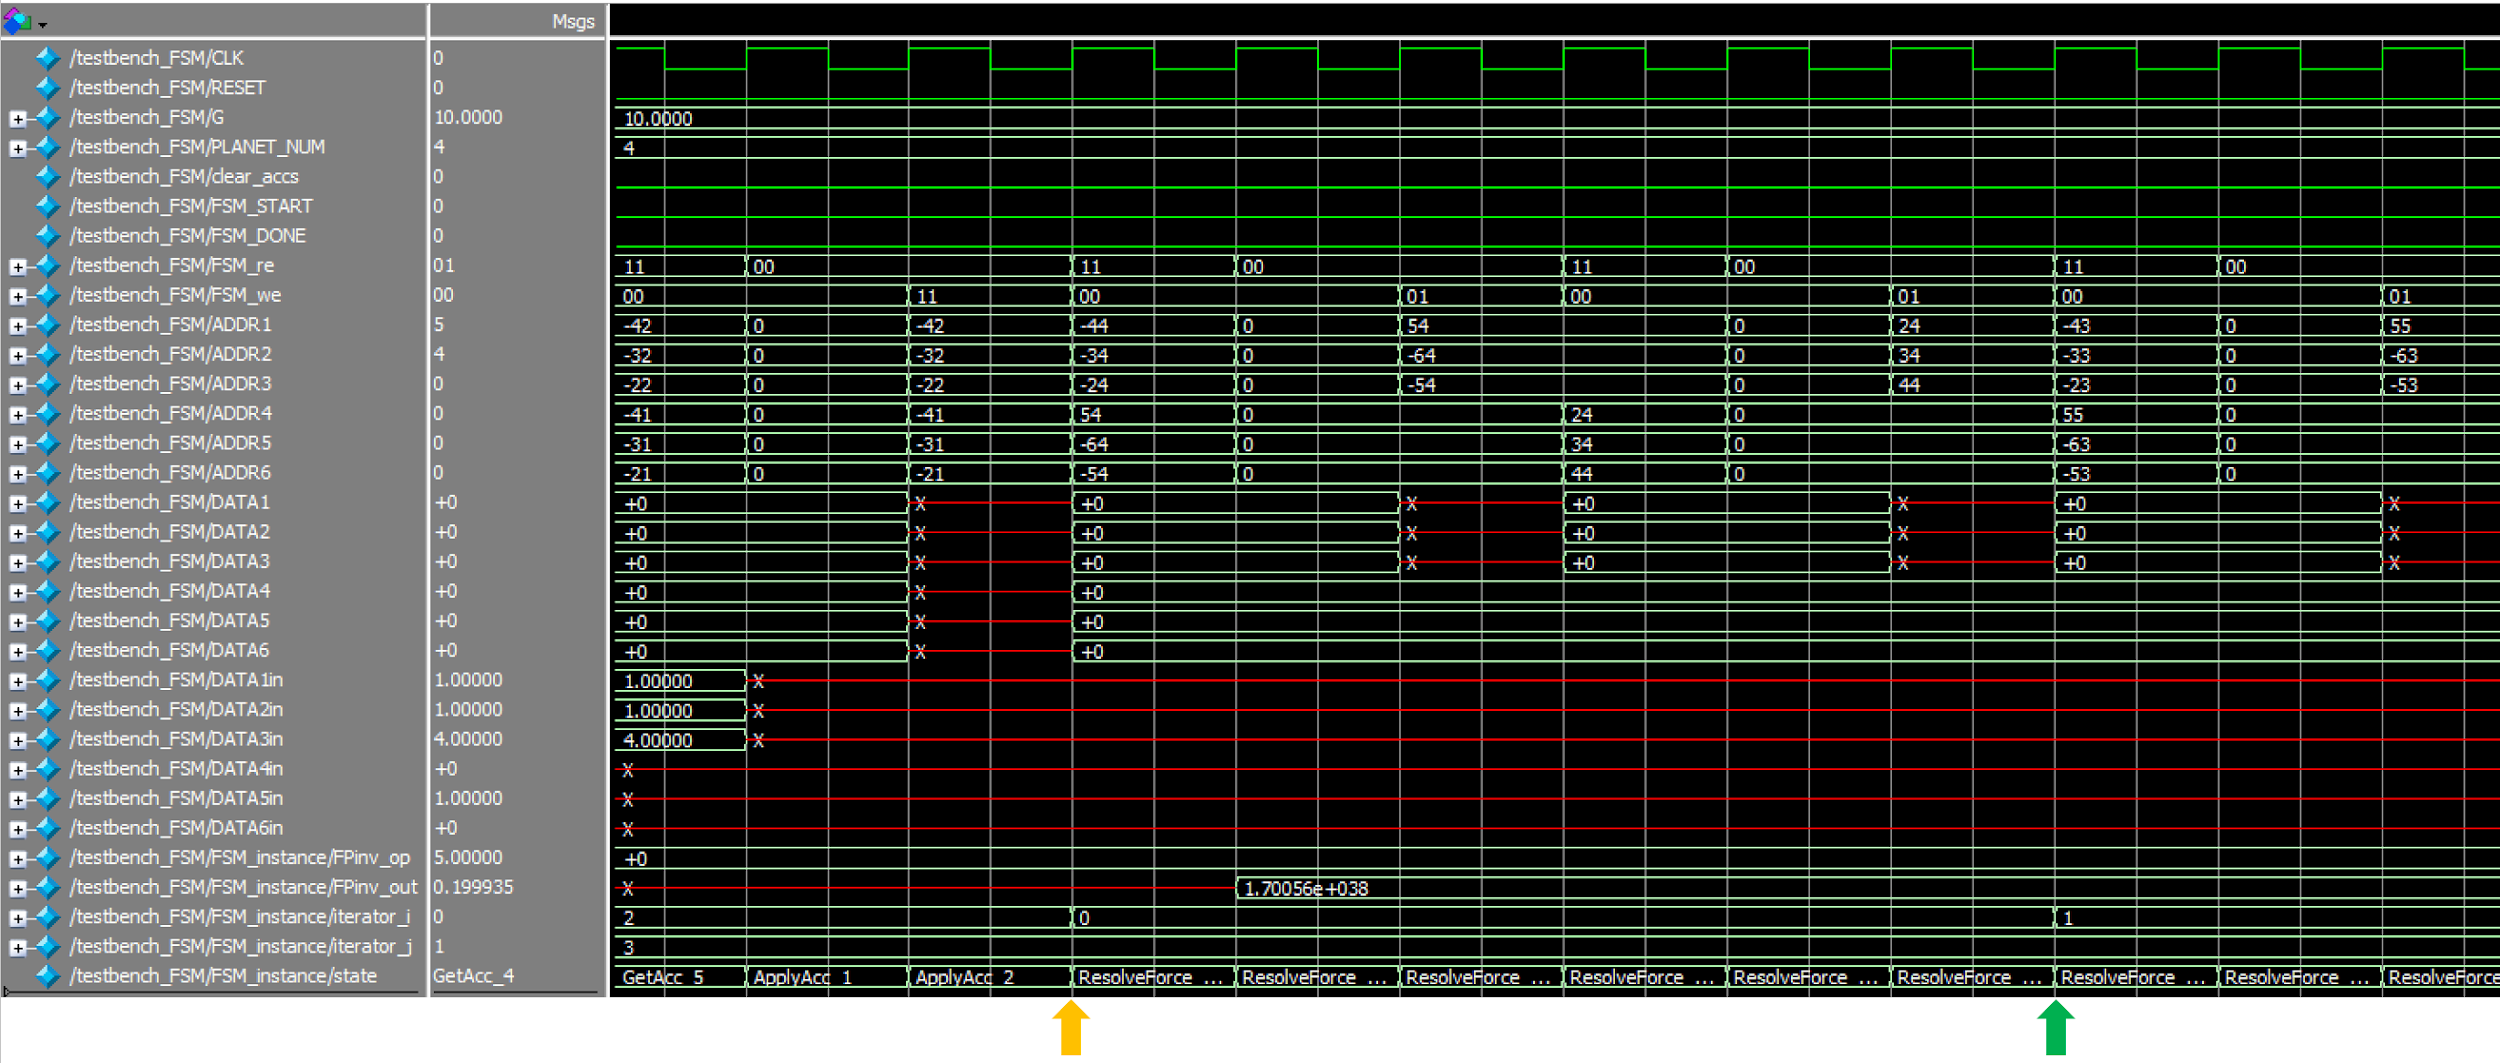 Msgs
/testbench_FSM/CLK 0
/testbench_FSM/RESET 0
/testbench_FSM/G 10.0000 10.0000
/testbench_FSM/PLANET_NUM 4 4
/testbench_FSM/clear_accs 0
/testbench_FSM/FSM_START 0
/testbench_FSM/FSM_DONE 0
/testbench_FSM/FSM_re 01 11 00 11 00 11 00 11 00
/testbench_FSM/FSM_we 00 00 11 00 01 00 01 00 01
/testbench_FSM/ADDR1 5 -42 0 -42 -44 0 54 0 24 -43 0 55
/testbench_FSM/ADDR2 4 -32 0 -32 -34 0 -64 0 34 -33 0 -63
/testbench_FSM/ADDR3 0 -22 0 -22 -24 0 -54 0 44 -23 0 -53
/testbench_FSM/ADDR4 0 -41 0 -41 54 0 24 0 55 0
/testbench_FSM/ADDR5 0 -31 0 -31 -64 0 34 0 -63 0
/testbench_FSM/ADDR6 0 -21 0 -21 -54 0 44 0 -53 0
/testbench_FSM/DATA1 +0 +0 X +0 X +0 X +0 X
/testbench_FSM/DATA2 +0 +0 X +0 X +0 X +0 X
/testbench_FSM/DATA3 +0 +0 X +0 X +0 X +0 X
/testbench_FSM/DATA4 +0 +0 X +0
/testbench_FSM/DATA5 +0 +0 X +0
/testbench_FSM/DATA6 +0 +0 X +0
/testbench_FSM/DATA1in 1.00000 1.00000 X
/testbench_FSM/DATA2in 1.00000 1.00000 X
/testbench_FSM/DATA3in 4.00000 4.00000 X
/testbench_FSM/DATA4in +0 X
/testbench_FSM/DATA5in 1.00000 X
/testbench_FSM/DATA6in +0 X
/testbench_FSM/FSM_instance/FPinv_op 5.00000 +0
/testbench_FSM/FSM_instance/FPinv_out 0.199935 X 1.70056e+038
/testbench_FSM/FSM_instance/iterator_i 0 2 0 1
/testbench_FSM/FSM_instance/iterator_j 1 3
/testbench_FSM/FSM_instance/state GetAcc_4 GetAcc_5 ApplyAcc_1 ApplyAcc_2 ResolveForce_... ResolveForce_... ResolveForce_... ResolveForce_... ResolveForce_... ResolveForce_... ResolveForce_... ResolveForce_... ResolveForce